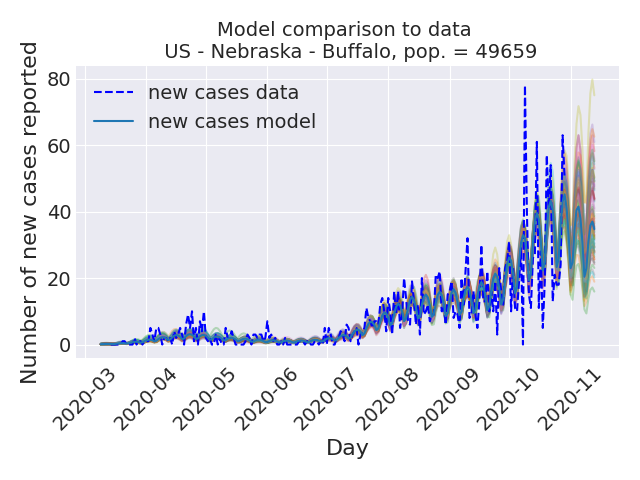 Model comparison to data
US - Nebraska - Buffalo, pop. = 49659
Number of new cases reported
80
60
40
20
0
new cases data
new cases model
2020-03
2020-04
2020-05
2020-06
2020-07
2020-08
2020-09
2020-10
2020-11
Day